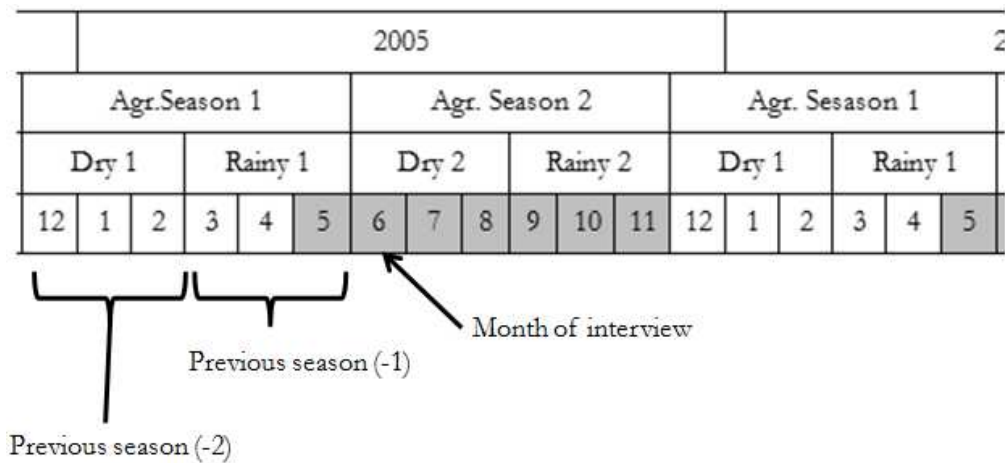 2005 2
Agr.Season 1 Agr. Season 2 Agr. Sesason 1
Dry 1 Rainy 1 Dry 2 Rainy 2 Dry 1 Rainy 1
12 1 2 3 4 5 6 7 8 9 10 11 12 1 2 3 4 5
Month of interview
Previous season (-1)
Previous season (-2)